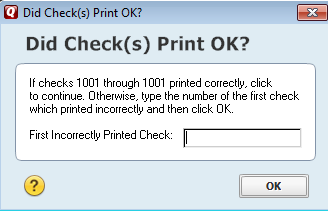 Did Check(s) Print OK?
Did Check(s) Print OK?
If checks 1001 through 1001 printed correctly, click
to continue. Otherwise, type the number of the first check
which printed incorrectly and then click OK.
First Incorrectly Printed Check:
?
OK